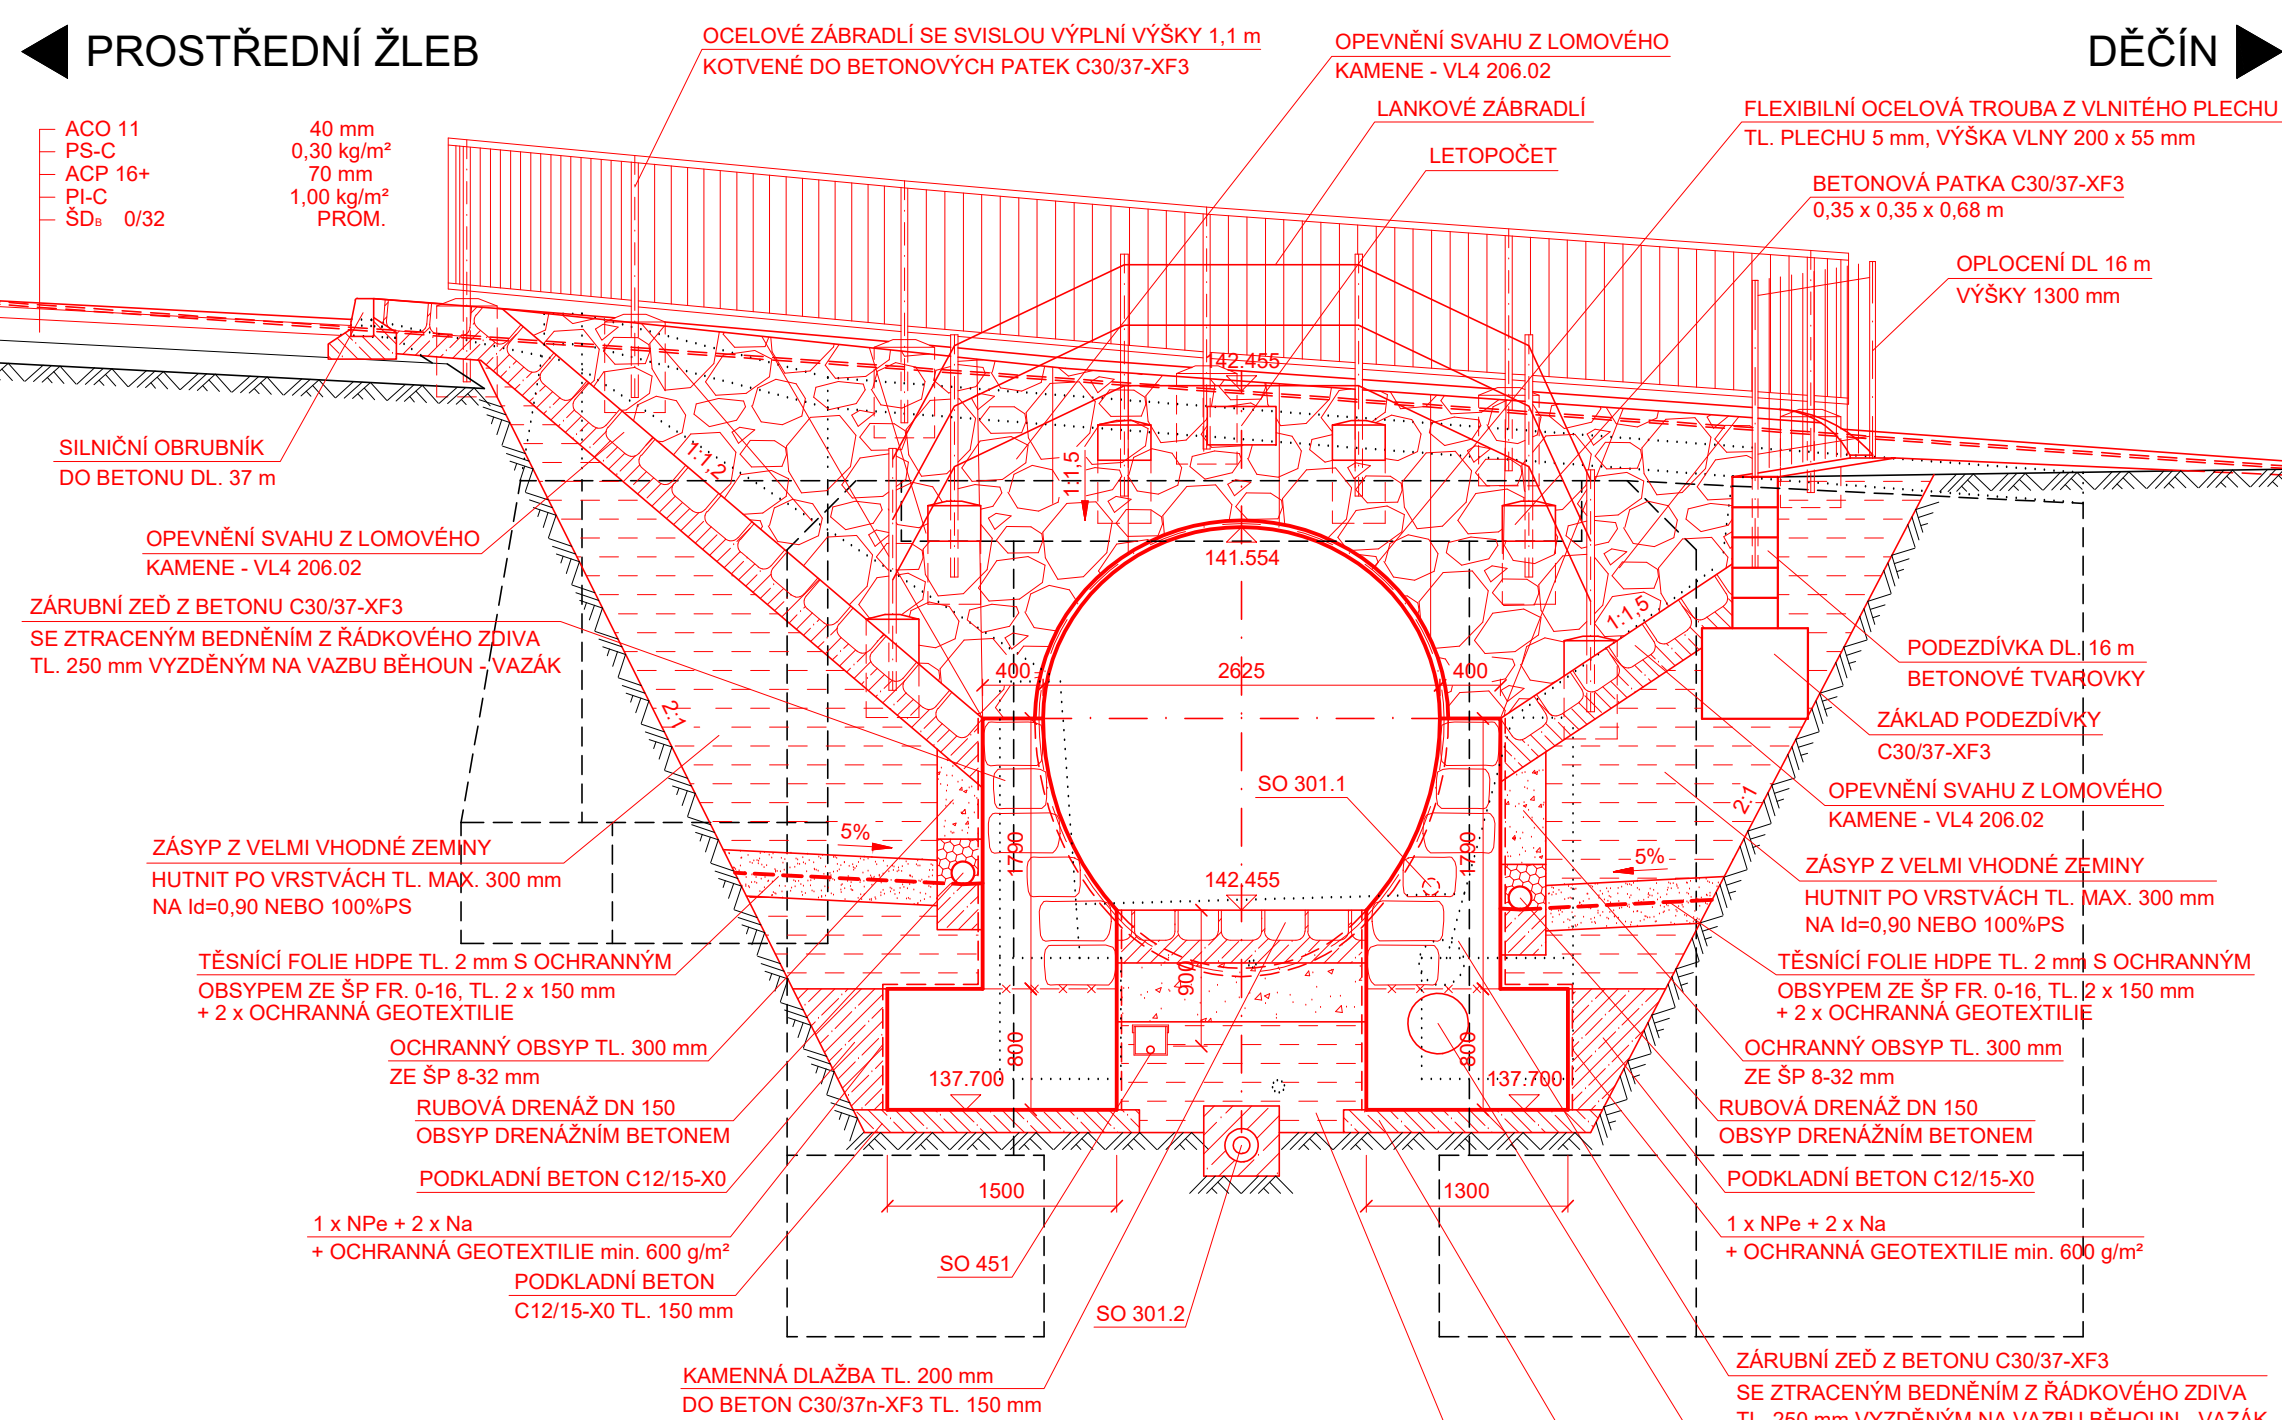 PROSTŘEDNÍ ŽLEB
DĚČÍN
OCELOVÉ ZÁBRADLÍ SE SVISLOU VÝPLNÍ VÝŠKY 1,1 m
KOTVENÉ DO BETONOVÝCH PATEK C30/37-XF3
OPEVNĚNÍ SVAHU Z LOMOVÉHO
KAMENE - VL4 206.02
LANKOVÉ ZÁBRADLÍ
LETOPOČET
FLEXIBILNÍ OCELOVÁ TROUBA Z VLNITÉHO PLECHU
TL. PLECHU 5 mm, VÝŠKA VLNY 200 x 55 mm
BETONOVÁ PATKA C30/37-XF3
0,35 x 0,35 x 0,68 m
OPLOCENÍ DL 16 m
VÝŠKY 1300 mm
ACO 11 40 mm
PS-C 0,30 kg/m²
ACP 16+ 70 mm
PI-C 1,00 kg/m²
ŠDB 0/32 PROM.
SILNIČNÍ OBRUBNÍK
DO BETONU DL. 37 m
OPEVNĚNÍ SVAHU Z LOMOVÉHO
KAMENE - VL4 206.02
ZÁRUBNÍ ZEĎ Z BETONU C30/37-XF3
SE ZTRACENÝM BEDNĚNÍM Z ŘÁDKOVÉHO ZDIVA
TL. 250 mm VYZDĚNÝM NA VAZBU BĚHOUN - VAZÁK
ZÁSYP Z VELMI VHODNÉ ZEMINY
HUTNIT PO VRSTVÁCH TL. MAX. 300 mm
NA Id=0,90 NEBO 100%PS
TĚSNÍCÍ FOLIE HDPE TL. 2 mm S OCHRANNÝM
OBSYPEM ZE ŠP FR. 0-16, TL. 2 x 150 mm
+ 2 x OCHRANNÁ GEOTEXTILIE
OCHRANNÝ OBSYP TL. 300 mm
ZE ŠP 8-32 mm
RUBOVÁ DRENÁŽ DN 150
OBSYP DRENÁŽNÍM BETONEM
PODKLADNÍ BETON C12/15-X0
1 x NPe + 2 x Na
+ OCHRANNÁ GEOTEXTILIE min. 600 g/m²
PODKLADNÍ BETON
C12/15-X0 TL. 150 mm
KAMENNÁ DLAŽBA TL. 200 mm
DO BETON C30/37n-XF3 TL. 150 mm
42.455
1:1,2
1:1,5
141.554
1:1,5
400
2625
400
2:1
2:1
SO 301.1
5%
1790
1790
5%
142.455
900
800
800
137.700
137.700
1500
1300
SO 451
SO 301.2
PODEZDÍVKA DL. 16 m
BETONOVÉ TVAROVKY
ZÁKLAD PODEZDÍVKY
C30/37-XF3
OPEVNĚNÍ SVAHU Z LOMOVÉHO
KAMENE - VL4 206.02
ZÁSYP Z VELMI VHODNÉ ZEMINY
HUTNIT PO VRSTVÁCH TL. MAX. 300 mm
NA Id=0,90 NEBO 100%PS
TĚSNÍCÍ FOLIE HDPE TL. 2 mm S OCHRANNÝM
OBSYPEM ZE ŠP FR. 0-16, TL. 2 x 150 mm
+ 2 x OCHRANNÁ GEOTEXTILIE
OCHRANNÝ OBSYP TL. 300 mm
ZE ŠP 8-32 mm
RUBOVÁ DRENÁŽ DN 150
OBSYP DRENÁŽNÍM BETONEM
PODKLADNÍ BETON C12/15-X0
1 x NPe + 2 x Na
+ OCHRANNÁ GEOTEXTILIE min. 600 g/m²
ZÁRUBNÍ ZEĎ Z BETONU C30/37-XF3
SE ZTRACENÝM BEDNĚNÍM Z ŘÁDKOVÉHO ZDIVA
TL. 250 mm VYZDĚNÝM NA VAZBU BĚHOUN - VAZÁK